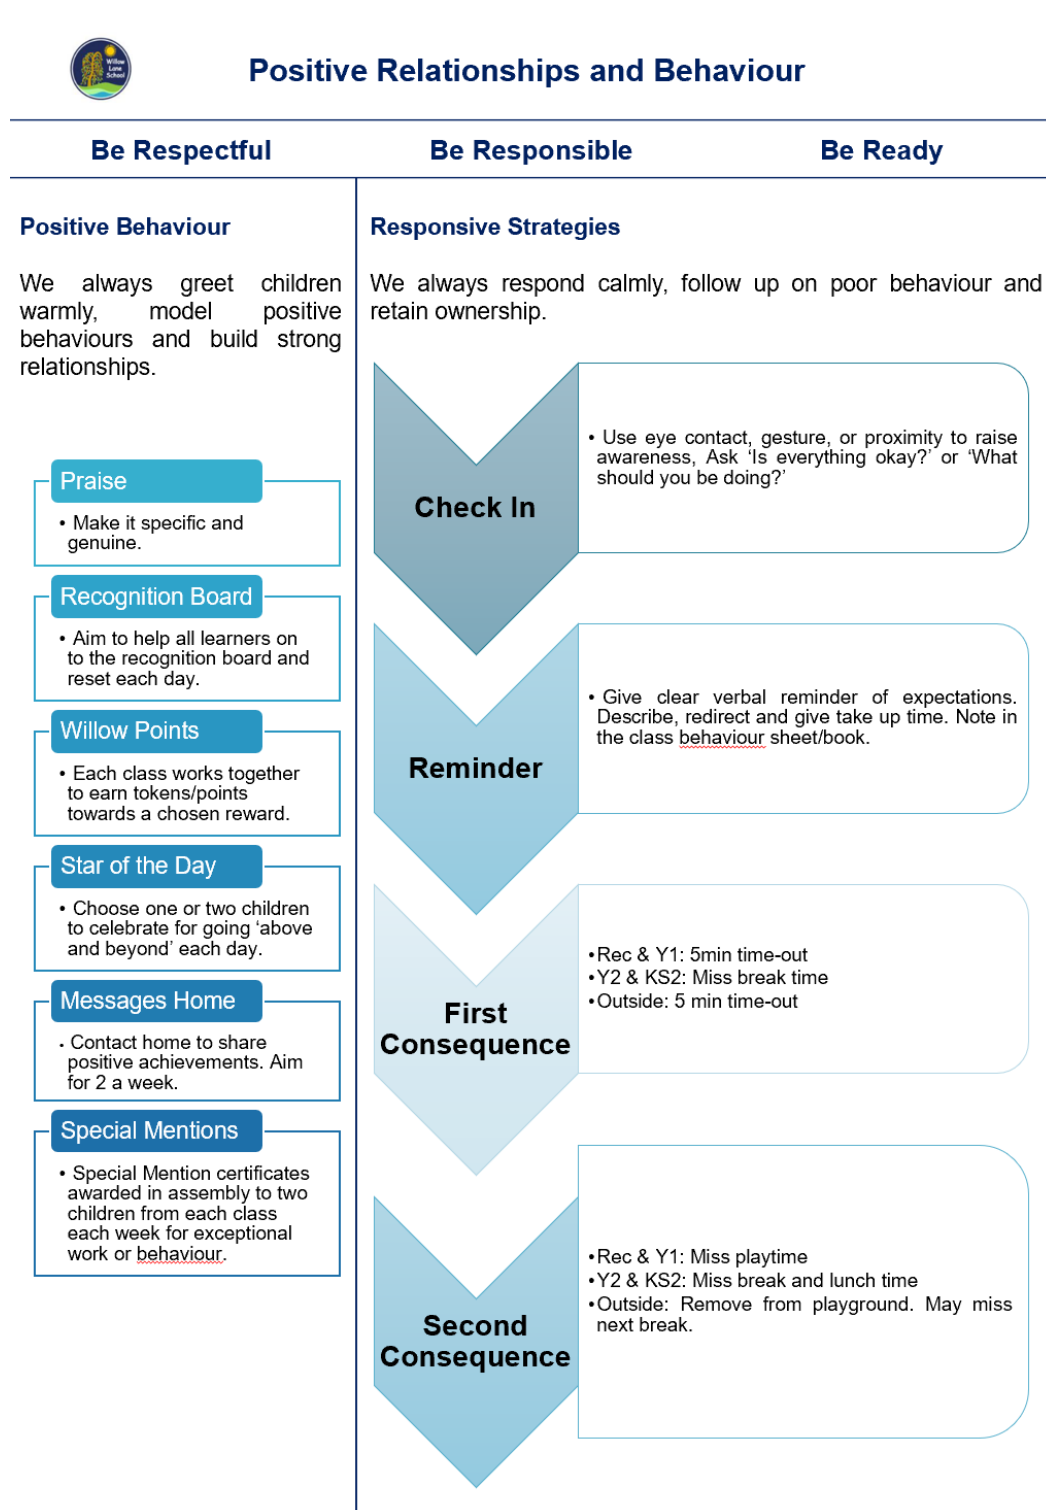 Willow
Lane
School
Positive Relationships and Behaviour
Be Respectful
Be Responsible
Be Ready
Positive Behaviour
We always greet children
warmly, model positive
behaviours and build strong
relationships.
Praise
• Make it specific and
genuine.
Recognition Board
• Aim to help all learners on
to the recognition board and
reset each day.
Willow Points
• Each class works together
to earn tokens/points
towards a chosen reward.
Star of the Day
• Choose one or two children
to celebrate for going ‘above
and beyond’ each day.
Messages Home
• Contact home to share
positive achievements. Aim
for 2 a week.
Special Mentions
• Special Mention certificates
awarded in assembly to two
children from each class
each week for exceptional
work or behaviour.
Responsive Strategies
We always respond calmly, follow up on poor behaviour and
retain ownership.
Check In
• Use eye contact, gesture, or proximity to raise
awareness, Ask ‘Is everything okay?’ or ‘What
should you be doing?’
Reminder
• Give clear verbal reminder of expectations.
Describe, redirect and give take up time. Note in
the class behaviour sheet/book.
First
Consequence
•Rec & Y1: 5min time-out
•Y2 & KS2: Miss break time
•Outside: 5 min time-out
Second
Consequence
•Rec & Y1: Miss playtime
•Y2 & KS2: Miss break and lunch time
•Outside: Remove from playground. May miss
next break.